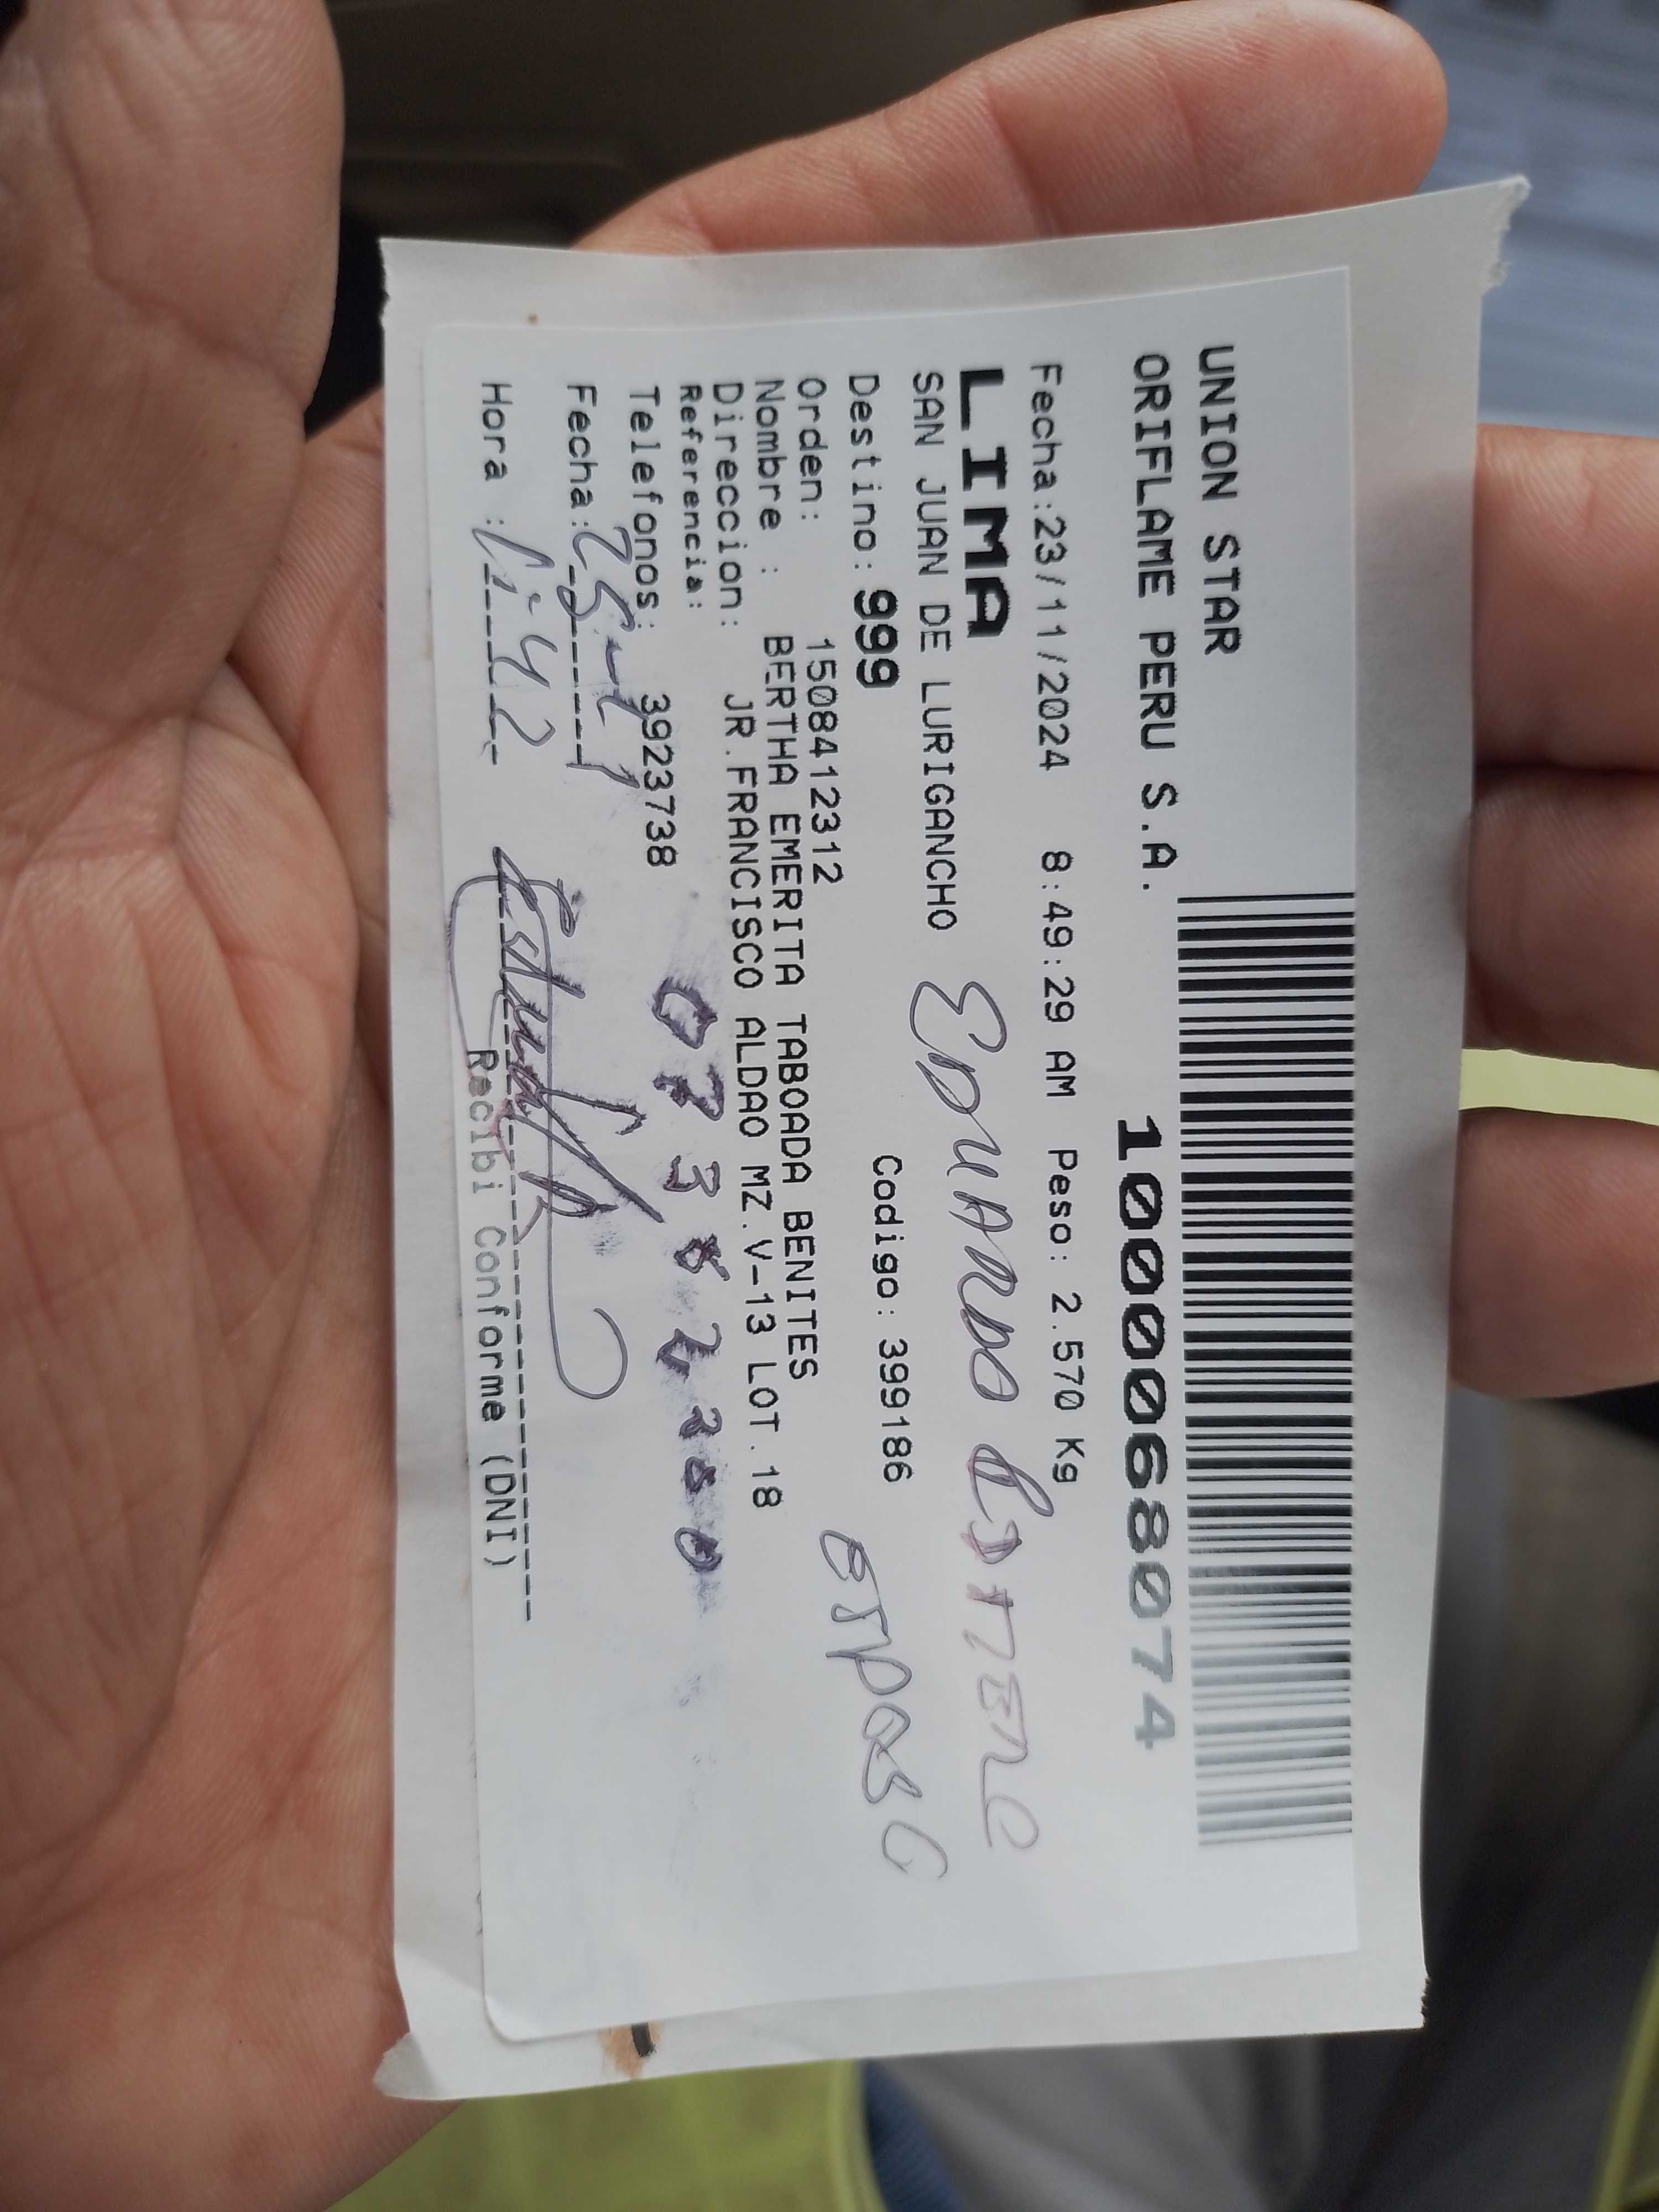 UNION STAR
ORIFLAME PERU S.A.
1000068074
Fecha:23/11/2024 8:49:29 AM Peso: 2.570 Kg
LIMA
SAN JUAN DE LURIGANCHO
EDUARDO
Destino: 999 Codigo: 399186
esposo
Orden: 1508412312
Nombre : BERTHA EMERITA TABOADA BENITES
Direccion: JR.FRANCISCO ALDAO MZ.V-13 LOT.18
Referencia:
Telefonos: 3923738
Fecha:
Hora :
Recibi Conforme (DNI)